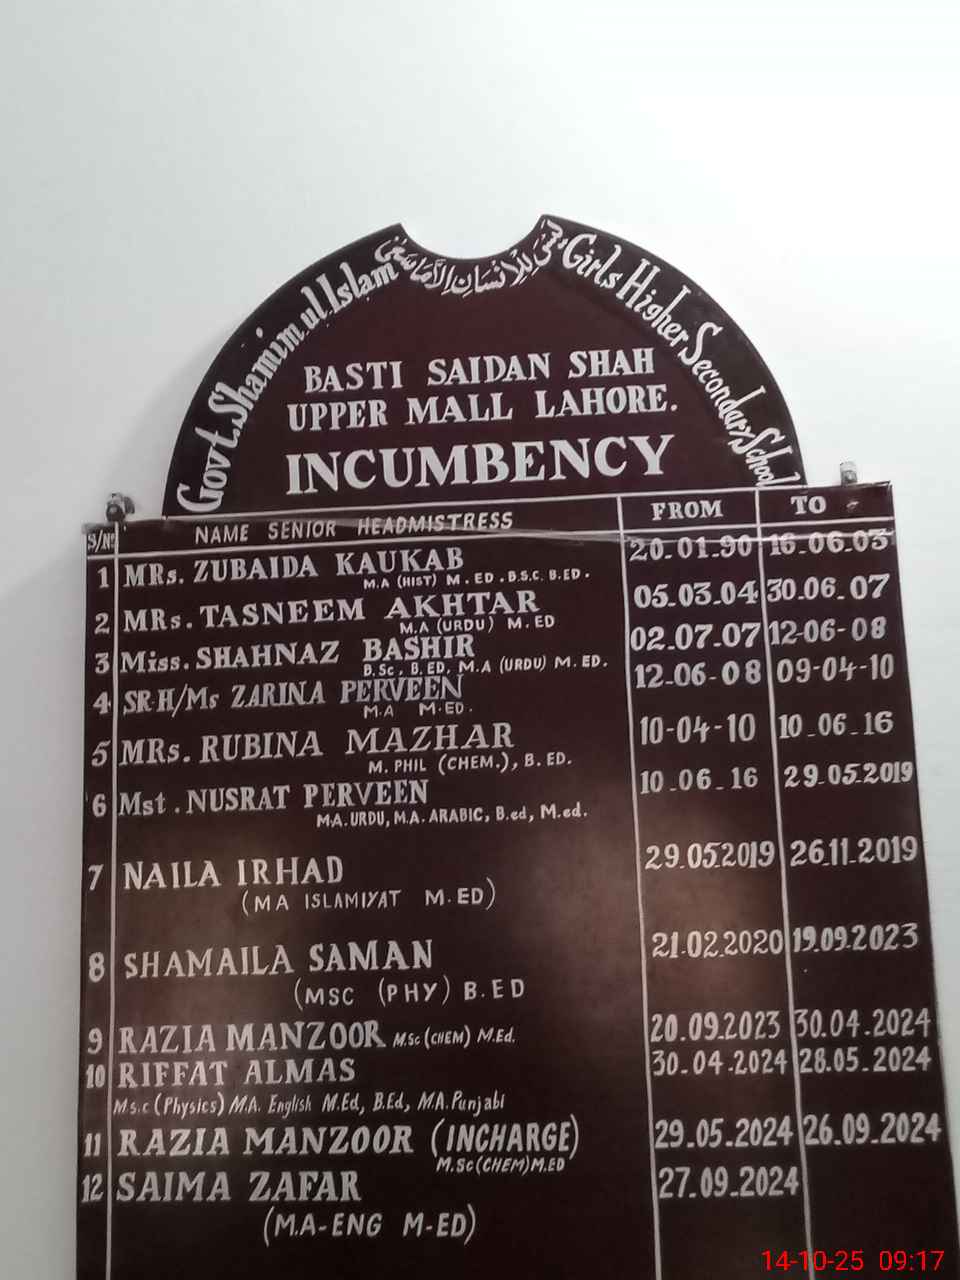 Govt. Shamim ul Islam Girls Higher Secondary School
لَيْسَ لِلْاِنْسَانِ اِلَّا مَا سَعٰی
BASTI SAIDAN SHAH
UPPER MALL LAHORE.
INCUMBENCY
S/No NAME SENIOR HEADMISTRESS FROM TO
1 MRs. ZUBAIDA KAUKAB 20.01.90 16.06.03
M.A (HIST) M.ED. B.S.C. B.ED.
2 MRs. TASNEEM AKHTAR 05.03.04 30.06.07
M.A (URDU) M.ED
3 Miss. SHAHNAZ BASHIR 02.07.07 12-06-08
B.Sc, B.ED, M.A (URDU) M.ED.
4 SR.H/Ms ZARINA PERVEEN 12-06-08 09-04-10
M.A M.ED.
5 MRs. RUBINA MAZHAR 10-04-10 10.06.16
M. PHIL (CHEM.), B.ED.
6 Mst. NUSRAT PERVEEN 10.06.16 29.05.2019
M.A. URDU, M.A. ARABIC, B.ed, M.ed.
7 NAILA IRHAD 29.05.2019 26.11.2019
(MA ISLAMIYAT M.ED)
8 SHAMAILA SAMAN 21.02.2020 19.09.2023
(MSC (PHY) B.ED
9 RAZIA MANZOOR M.Sc (CHEM) M.Ed. 20.09.2023 30.04.2024
10 RIFFAT ALMAS 30.04.2024 28.05.2024
M.s.c (Physics) M.A. English M.Ed, B.Ed, M.A. Punjabi
11 RAZIA MANZOOR (INCHARGE) 29.05.2024 26.09.2024
M.Sc (CHEM) M.ED
12 SAIMA ZAFAR 27.09.2024
(M.A-ENG M-ED)
14-10-25 09:17